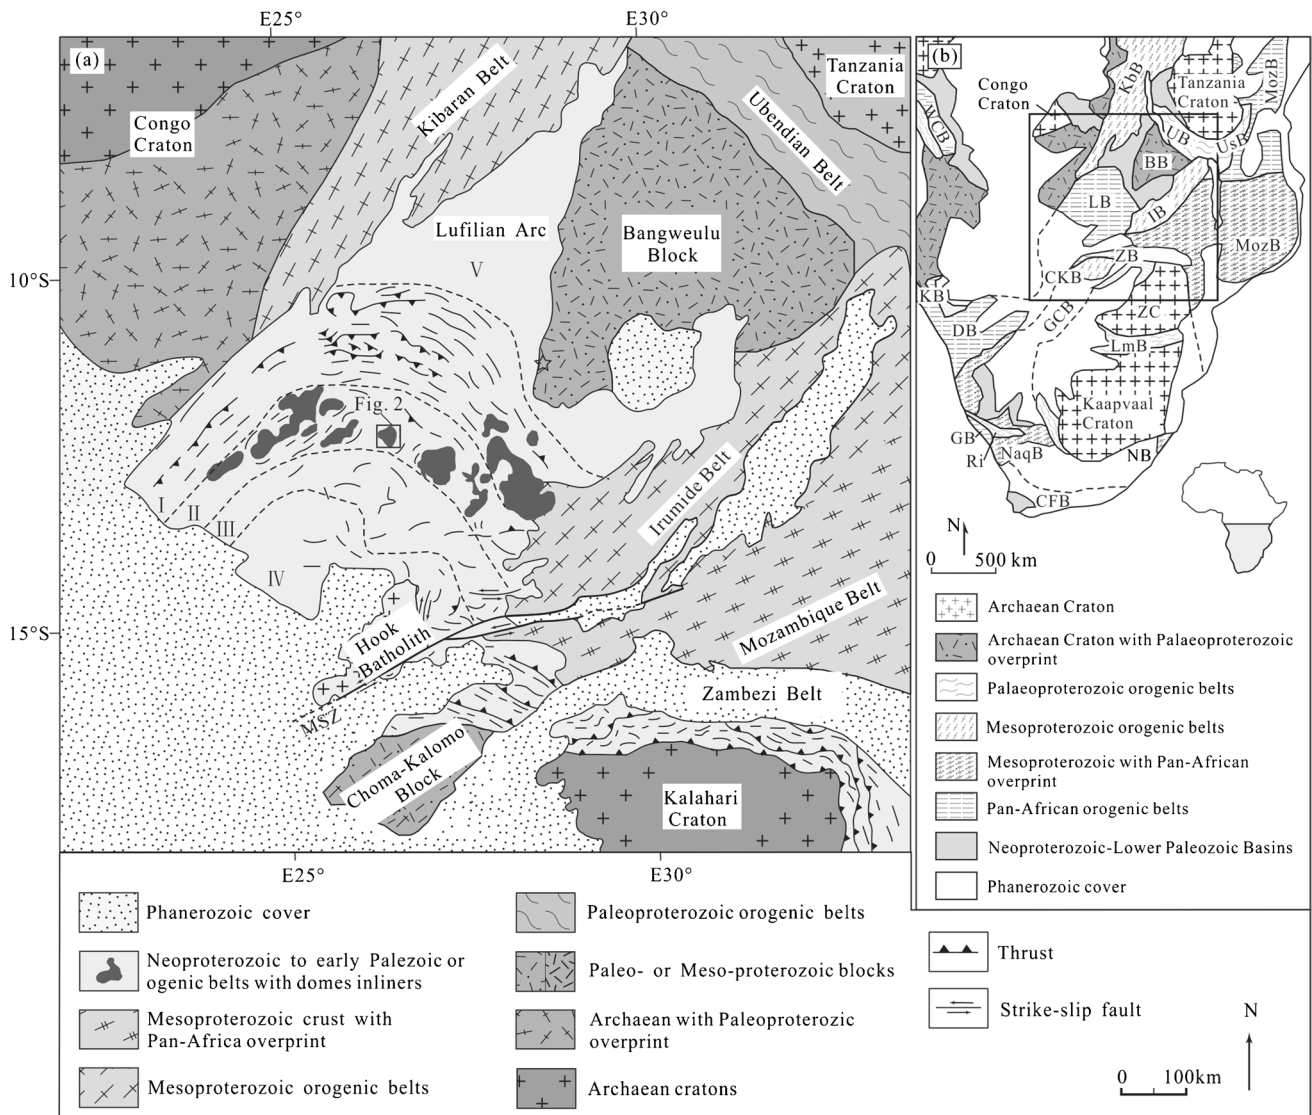 E25°
E30°
(a)
Congo
Craton
Kibaran Belt
Tanzania
Craton
Ubendian Belt
Lufilian Arc
Bangweulu
Block
V
10°S
Fig. 2
I
II
III
IV
Irumide Belt
15°S
Hook
Batholith
Mozambique Belt
MSZ
Zambezi Belt
Choma-Kalomo
Block
Kalahari
Craton
E25°
E30°
(b)
Congo
Craton
KbB
Tanzania
Craton
MozB
WCB
UB
UsB
BB
LB
IB
ZB
MozB
CKB
KB
GCB
ZC
DB
LmB
Kaapvaal
Craton
GB
NaqB
NB
Ri
CFB
N
0 500 km
Archaean Craton
Archaean Craton with Palaeoproterozoic
overprint
Palaeoproterozoic orogenic belts
Mesoproterozoic orogenic belts
Mesoproterozoic with Pan-African
overprint
Pan-African orogenic belts
Neoproterozoic-Lower Paleozoic Basins
Phanerozoic cover
Phanerozoic cover
Neoproterozoic to early Palezoic or
ogenic belts with domes inliners
Mesoproterozoic crust with
Pan-Africa overprint
Mesoproterozoic orogenic belts
Paleoproterozoic orogenic belts
Paleo- or Meso-proterozoic blocks
Archaean with Paleoproterozic
overprint
Archaean cratons
Thrust
Strike-slip fault
N
0 100km